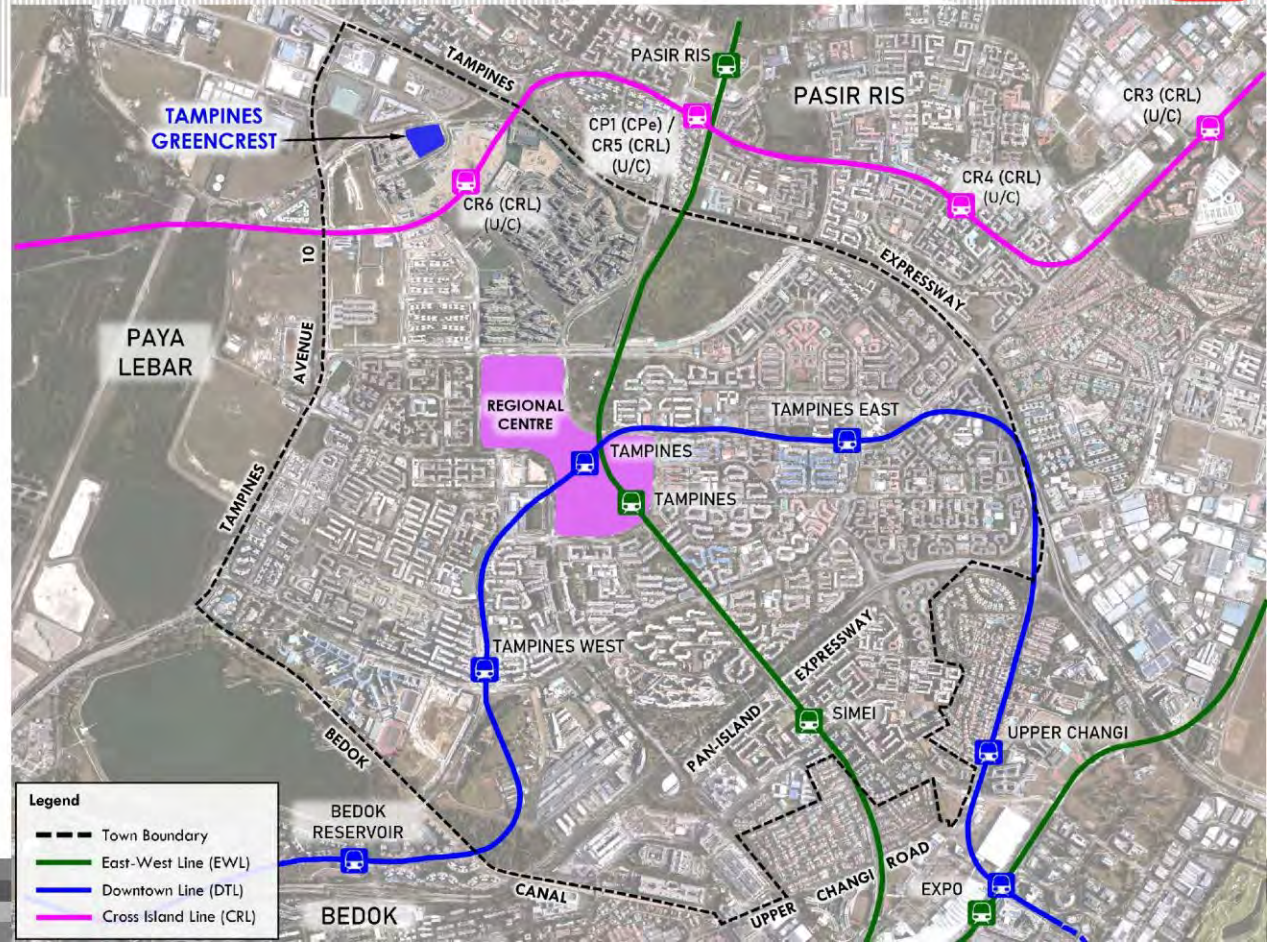 TAMPINES
PASIR RIS
PASIR RIS
TAMPINES
GREENCREST
CP1 (CPe) /
CR5 (CRL)
(U/C)
CR3 (CRL)
(U/C)
CR6 (CRL)
(U/C)
CR4 (CRL)
(U/C)
EXPRESSWAY
10
AVENUE
TAMPINES
PAYA
LEBAR
REGIONAL
CENTRE
TAMPINES EAST
TAMPINES
TAMPINES
TAMPINES WEST
EXPRESSWAY
PAN-ISLAND
SIMEI
UPPER CHANGI
BEDOK
CANAL
BEDOK
RESERVOIR
BEDOK
UPPER CHANGI ROAD
EXPO
Legend
Town Boundary
East-West Line (EWL)
Downtown Line (DTL)
Cross Island Line (CRL)